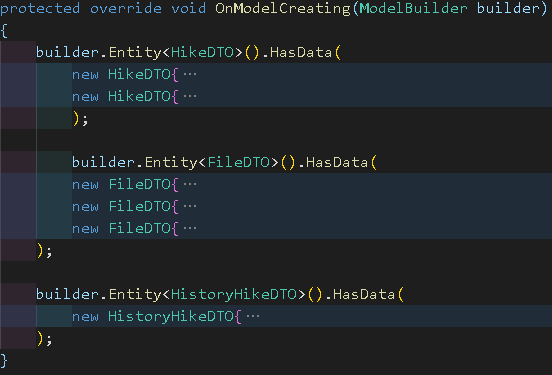 protected override void OnModelCreating(ModelBuilder builder)
{
    builder.Entity<HikeDTO>().HasData(
        new HikeDTO{ ···
        new HikeDTO{ ···
        );

        builder.Entity<FileDTO>().HasData(
        new FileDTO{ ···
        new FileDTO{ ···
        new FileDTO{ ···
    );

    builder.Entity<HistoryHikeDTO>().HasData(
        new HistoryHikeDTO{ ···
    );
}